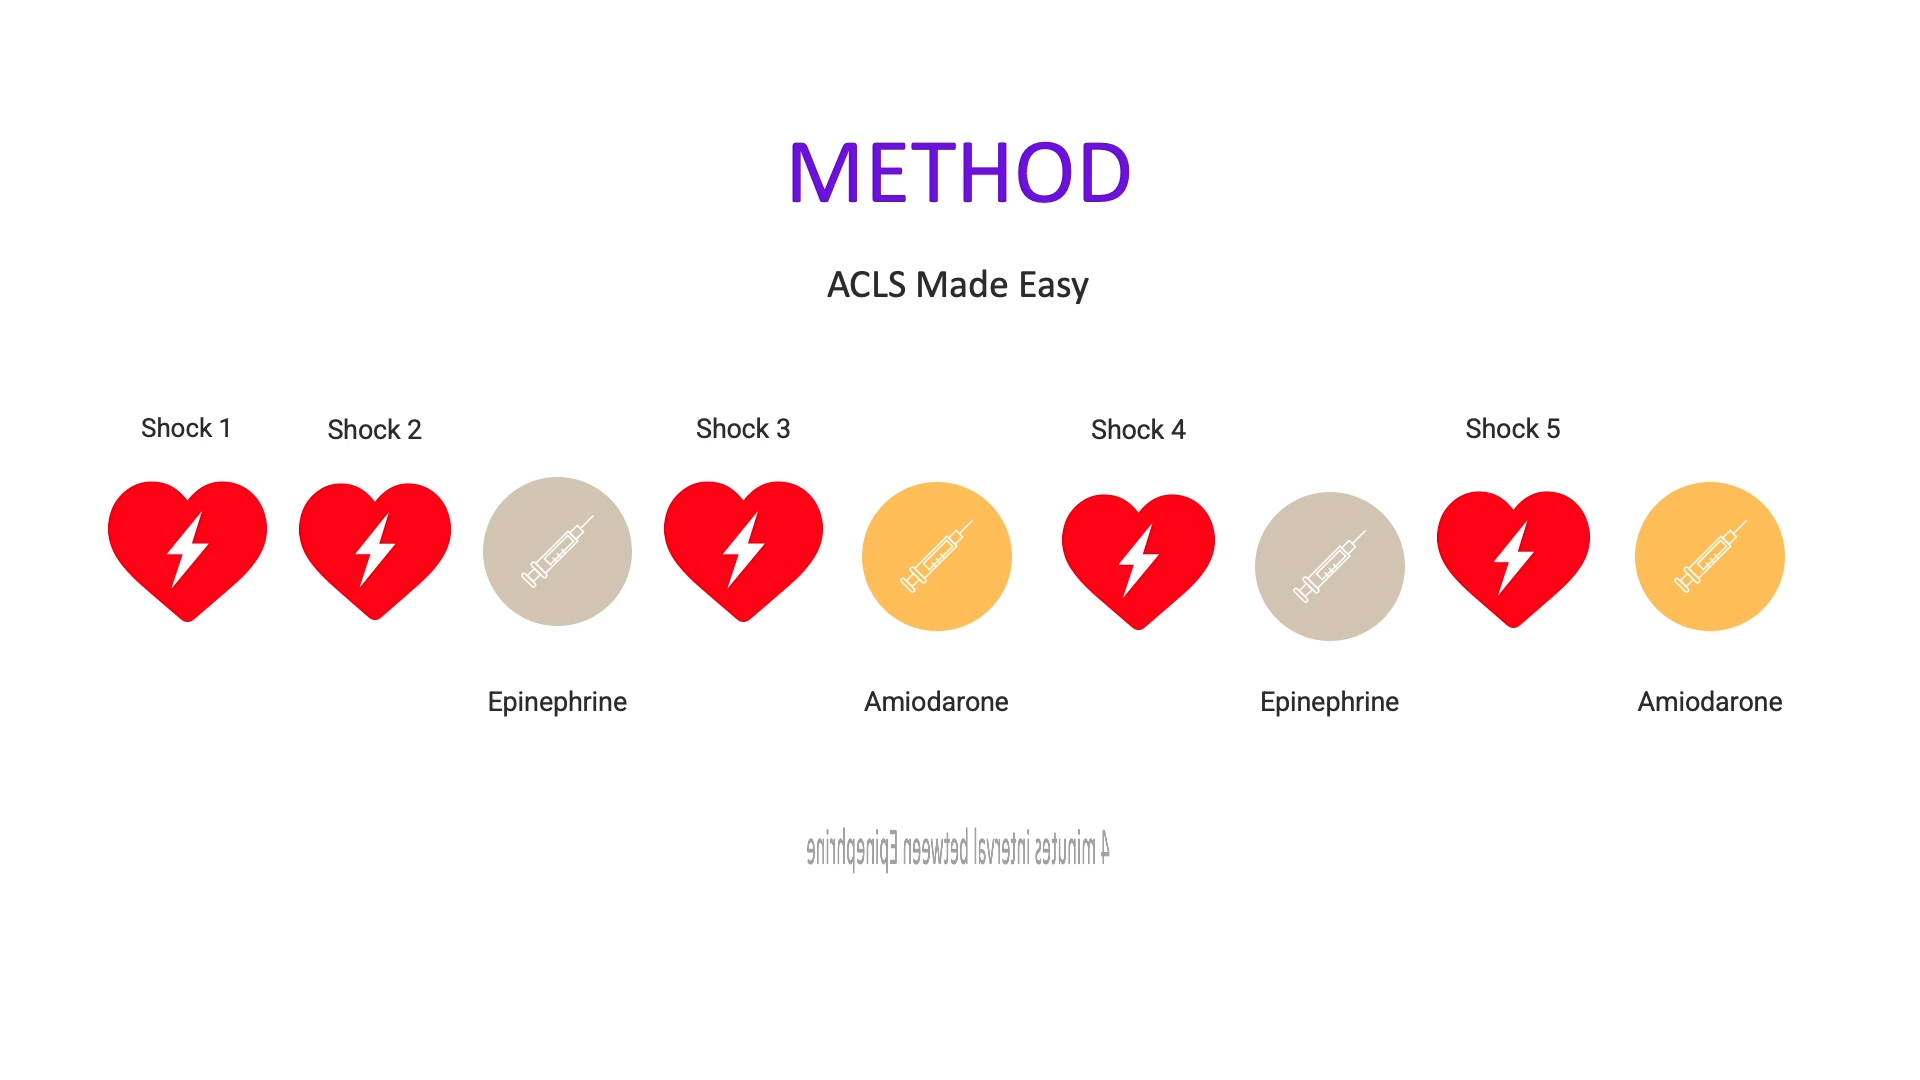 METHOD
ACLS Made Easy
Shock 1
Shock 2
Shock 3
Shock 4
Shock 5
Epinephrine
Amiodarone
Epinephrine
Amiodarone
4 minutes interval between Epinephrine